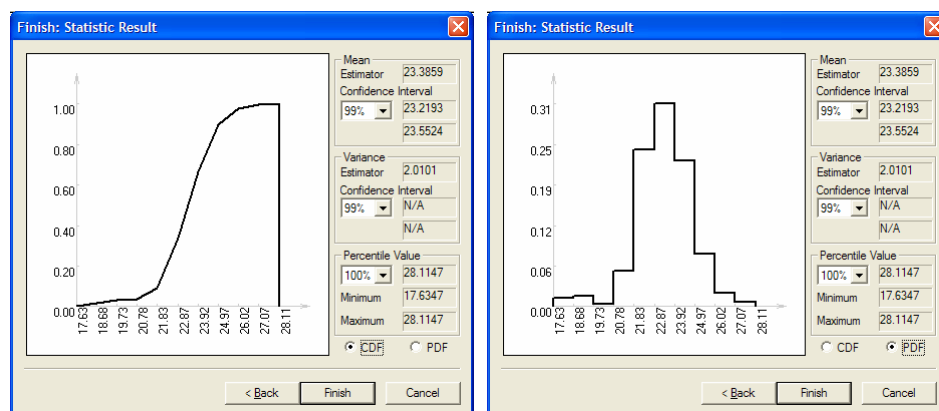 Finish: Statistic Result
1.00
0.80
0.60
0.40
0.20
0.00
17.63
18.68
19.73
20.78
21.83
22.87
23.92
24.97
26.02
27.07
28.11
Mean
Estimator 23.3859
Confidence Interval
99% 23.2193
23.5524
Variance
Estimator 2.0101
Confidence Interval
99% N/A
N/A
Percentile Value
100% 28.1147
Minimum 17.6347
Maximum 28.1147
CDF PDF
< Back Finish Cancel
Finish: Statistic Result
0.31
0.25
0.19
0.12
0.06
0.00
17.63
18.68
19.73
20.78
21.83
22.87
23.92
24.97
26.02
27.07
28.11
Mean
Estimator 23.3859
Confidence Interval
99% 23.2193
23.5524
Variance
Estimator 2.0101
Confidence Interval
99% N/A
N/A
Percentile Value
100% 28.1147
Minimum 17.6347
Maximum 28.1147
CDF PDF
< Back Finish Cancel